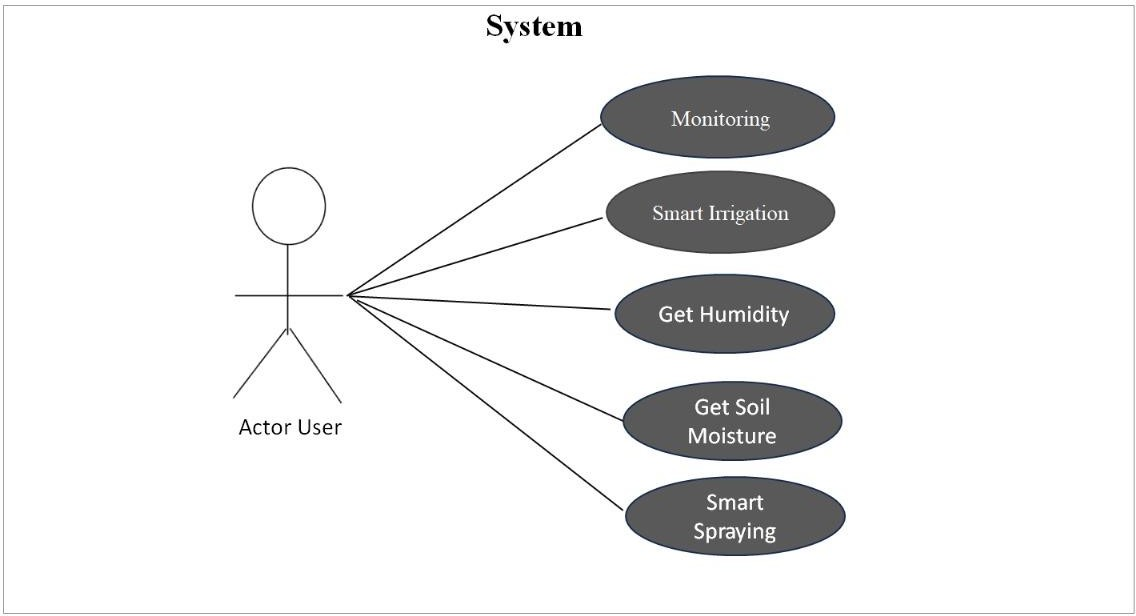 System
Monitoring
Smart Irrigation
Get Humidity
Get Soil
Moisture
Smart
Spraying
Actor User